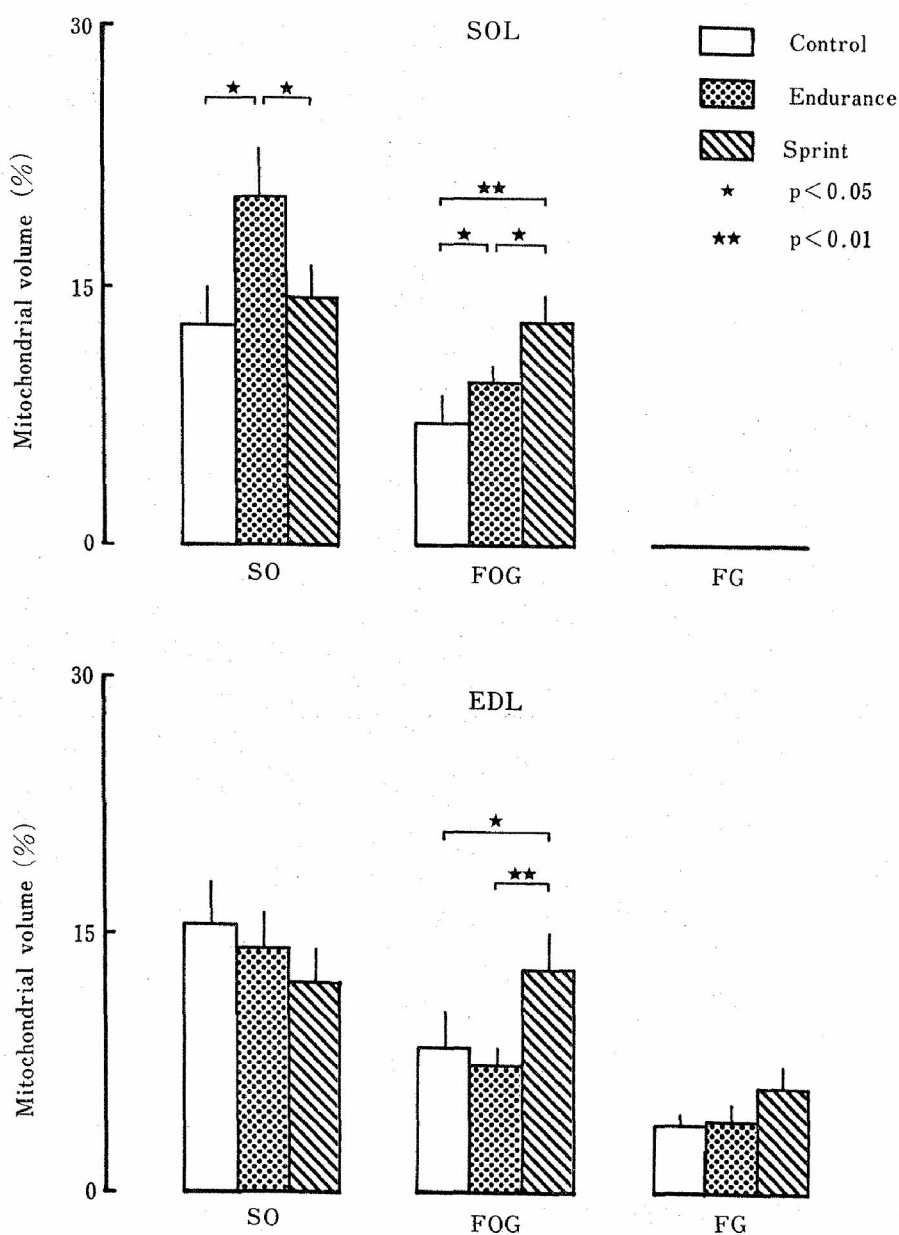 30
SOL
Control
★ ★
Endurance
Sprint
★★
★ p<0.05
★ ★
★★ p<0.01
Mitochondrial volume (%)
15
0
SO FOG FG
30
EDL
★
★★
Mitochondrial volume (%)
15
0
SO FOG FG